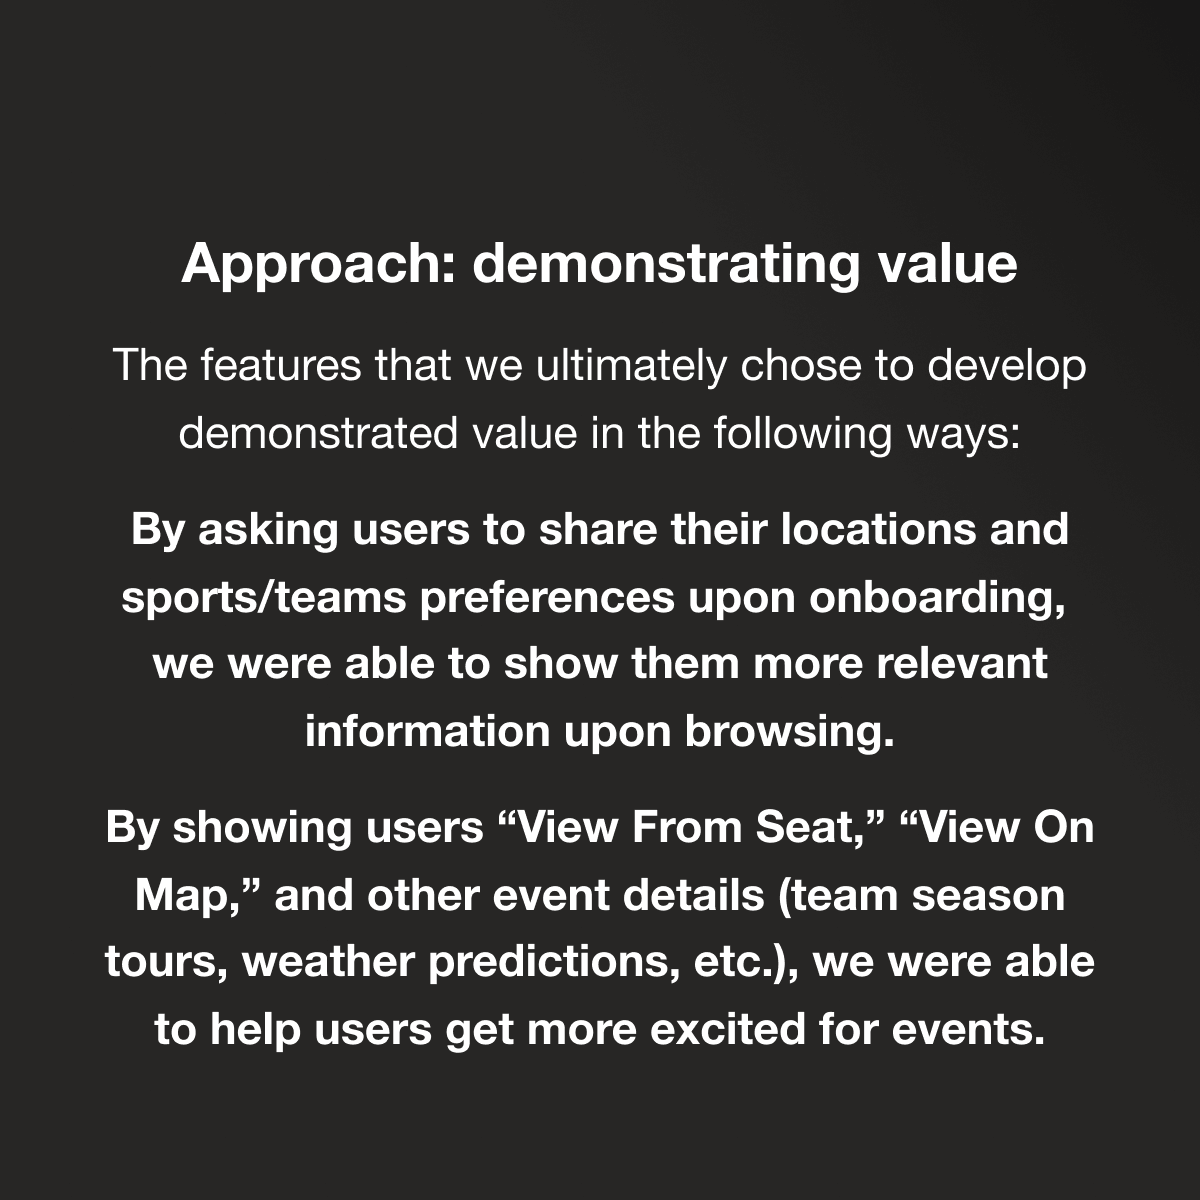 Approach: demonstrating value
The features that we ultimately chose to develop
demonstrated value in the following ways:
By asking users to share their locations and
sports/teams preferences upon onboarding,
we were able to show them more relevant
information upon browsing.
By showing users “View From Seat,” “View On
Map,” and other event details (team season
tours, weather predictions, etc.), we were able
to help users get more excited for events.